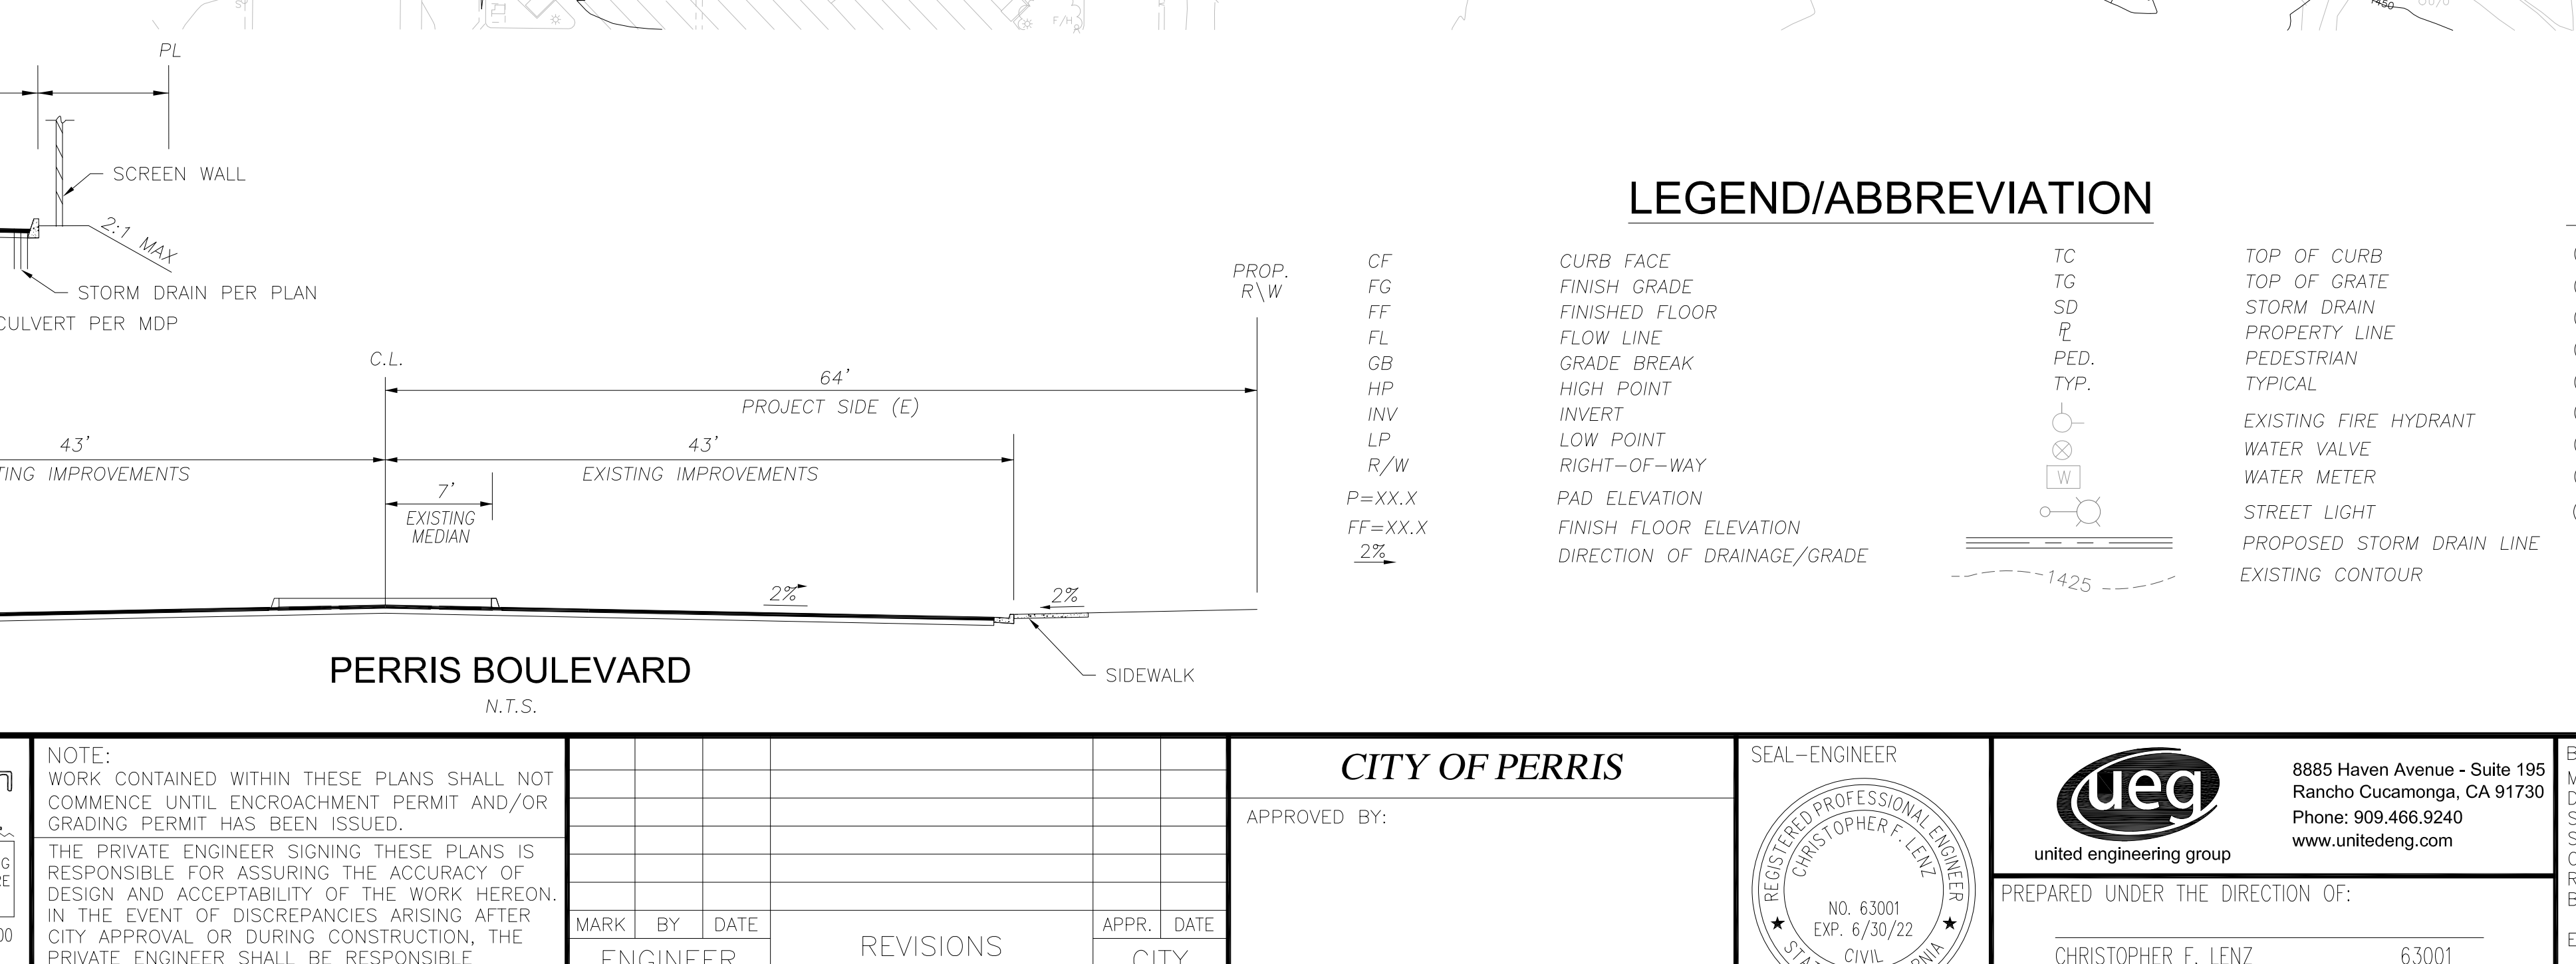 F/H
1450
PL
SCREEN WALL
2:1 MAX
STORM DRAIN PER PLAN
CULVERT PER MDP
C.L.
PROP.
R\W
64'
PROJECT SIDE (E)
43'
43'
IMPROVEMENTS
EXISTING IMPROVEMENTS
7'
EXISTING
MEDIAN
2%
2%
SIDEWALK
PERRIS BOULEVARD
N.T.S.
LEGEND/ABBREVIATION
CF CURB FACE
FG FINISH GRADE
FF FINISHED FLOOR
FL FLOW LINE
GB GRADE BREAK
HP HIGH POINT
INV INVERT
LP LOW POINT
R/W RIGHT-OF-WAY
P=XX.X PAD ELEVATION
FF=XX.X FINISH FLOOR ELEVATION
2% DIRECTION OF DRAINAGE/GRADE
TC TOP OF CURB
TG TOP OF GRATE
SD STORM DRAIN
PL PROPERTY LINE
PED. PEDESTRIAN
TYP. TYPICAL
EXISTING FIRE HYDRANT
WATER VALVE
W WATER METER
STREET LIGHT
PROPOSED STORM DRAIN LINE
1425 EXISTING CONTOUR
NOTE:
WORK CONTAINED WITHIN THESE PLANS SHALL NOT
COMMENCE UNTIL ENCROACHMENT PERMIT AND/OR
GRADING PERMIT HAS BEEN ISSUED.
THE PRIVATE ENGINEER SIGNING THESE PLANS IS
RESPONSIBLE FOR ASSURING THE ACCURACY OF
DESIGN AND ACCEPTABILITY OF THE WORK HEREON.
IN THE EVENT OF DISCREPANCIES ARISING AFTER
CITY APPROVAL OR DURING CONSTRUCTION, THE
PRIVATE ENGINEER SHALL BE RESPONSIBLE
MARK BY DATE
REVISIONS
APPR. DATE
ENGINEER
CITY
CITY OF PERRIS
APPROVED BY:
SEAL-ENGINEER
REGISTERED PROFESSIONAL ENGINEER
CHRISTOPHER F. LENZ
NO. 63001
EXP. 6/30/22
CIVIL
ueg
united engineering group
8885 Haven Avenue - Suite 195
Rancho Cucamonga, CA 91730
Phone: 909.466.9240
www.unitedeng.com
PREPARED UNDER THE DIRECTION OF:
CHRISTOPHER F. LENZ 63001